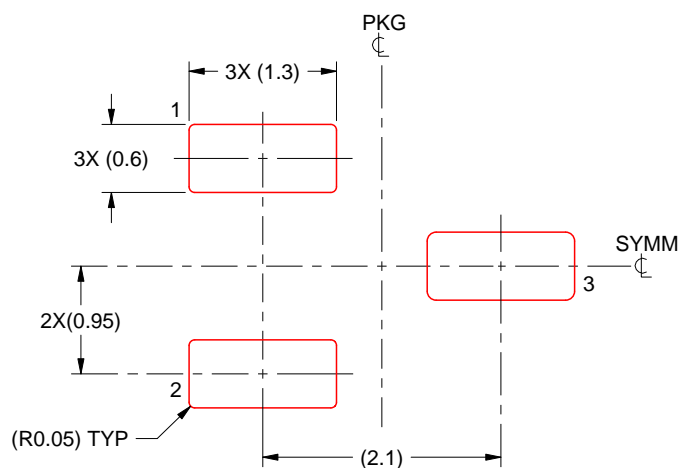 PKG
℄
3X (1.3)
1
3X (0.6)
SYMM
℄
3
2X(0.95)
2
(R0.05) TYP
(2.1)